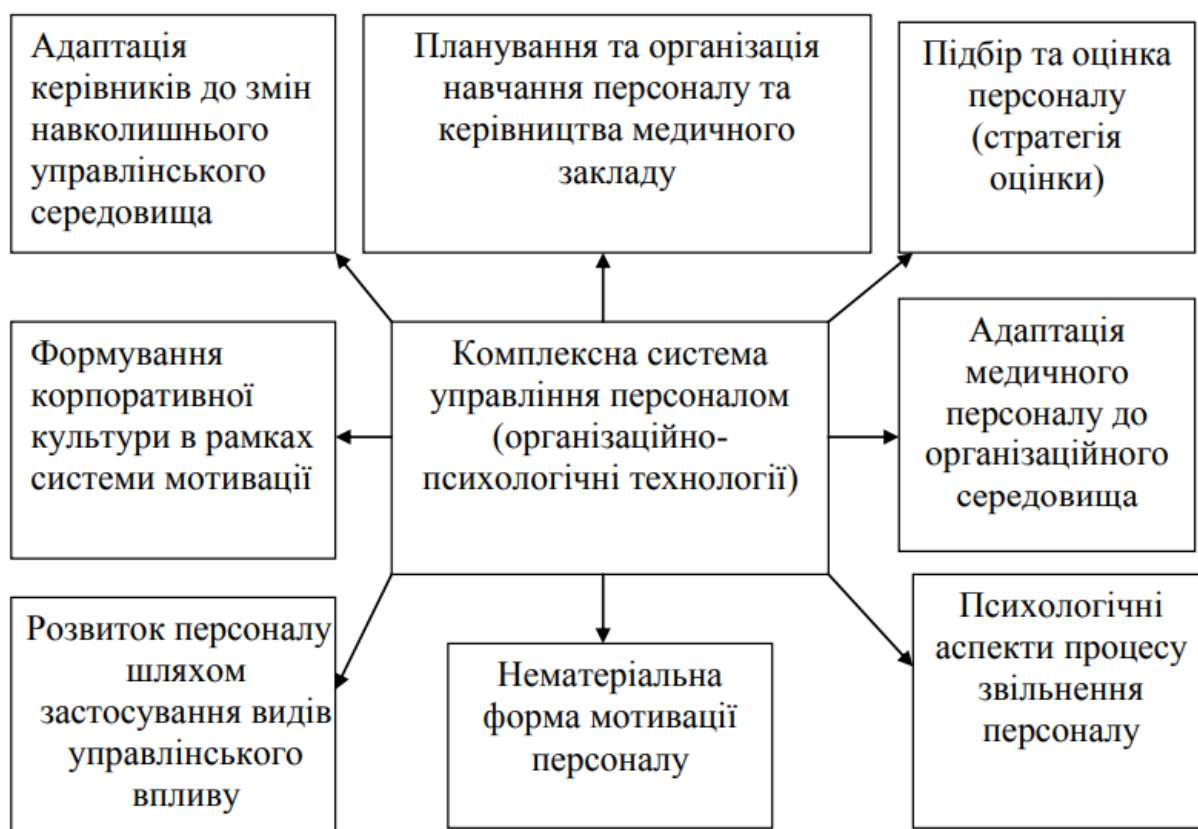 Адаптація
керівників до змін
навколишнього
управлінського
середовища
Планування та організація
навчання персоналу та
керівництва медичного
закладу
Підбір та оцінка
персоналу
(стратегія
оцінки)
Формування
корпоративної
культури в рамках
системи мотивації
Комплексна система
управління персоналом
(організаційно-
психологічні технології)
Адаптація
медичного
персоналу до
організаційного
середовища
Розвиток персоналу
шляхом
застосування видів
управлінського
впливу
Нематеріальна
форма мотивації
персоналу
Психологічні
аспекти процесу
звільнення
персоналу